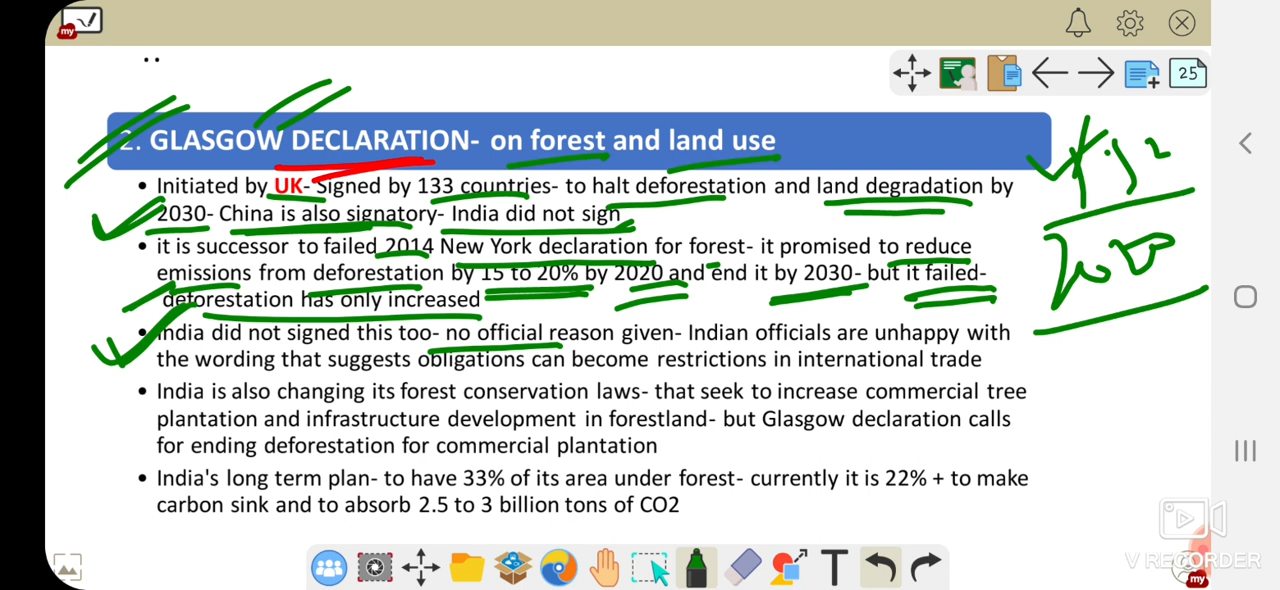 my
25
2. GLASGOW DECLARATION- on forest and land use
• Initiated by UK- Signed by 133 countries- to halt deforestation and land degradation by
2030- China is also signatory- India did not sign
• it is successor to failed 2014 New York declaration for forest- it promised to reduce
emissions from deforestation by 15 to 20% by 2020 and end it by 2030- but it failed-
deforestation has only increased
• India did not signed this too- no official reason given- Indian officials are unhappy with
the wording that suggests obligations can become restrictions in international trade
• India is also changing its forest conservation laws- that seek to increase commercial tree
plantation and infrastructure development in forestland- but Glasgow declaration calls
for ending deforestation for commercial plantation
• India's long term plan- to have 33% of its area under forest- currently it is 22% + to make
carbon sink and to absorb 2.5 to 3 billion tons of CO2
T
V RECORDER
my